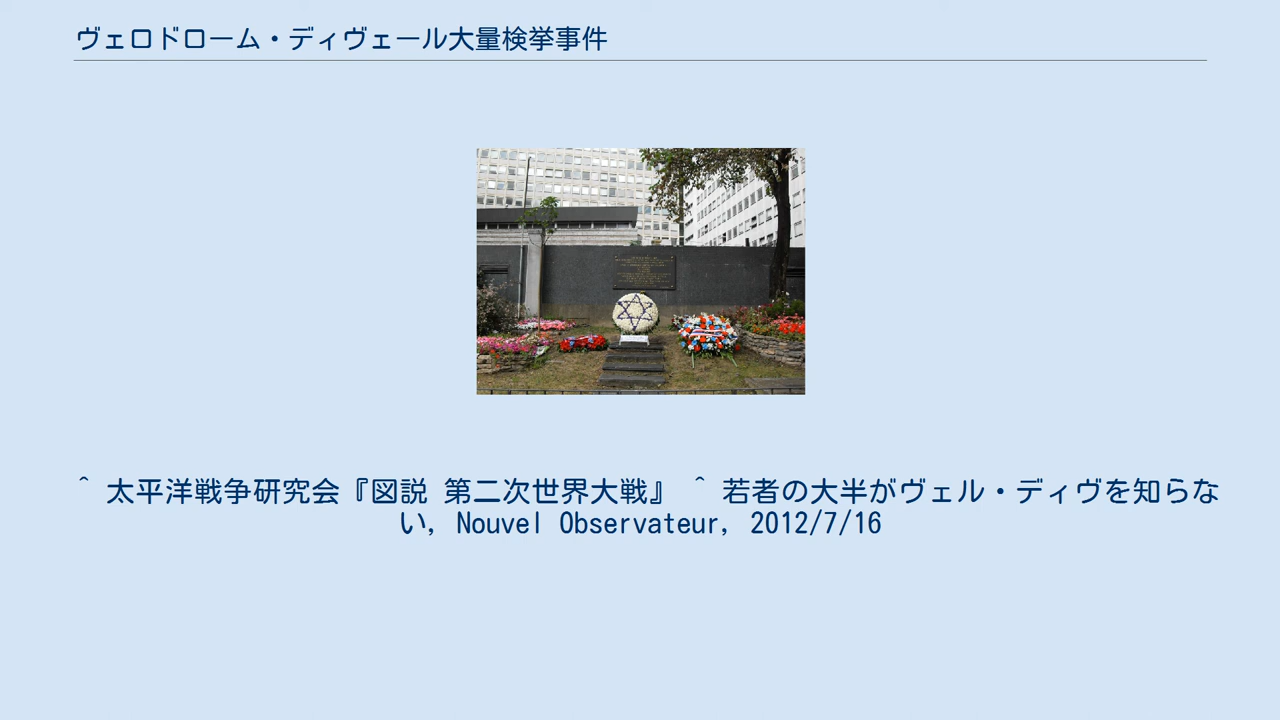 ヴェロドローム・ディヴェール大量検挙事件
^ 太平洋戦争研究会『図説 第二次世界大戦』 ^ 若者の大半がヴェル・ディヴを知らな
い, Nouvel Observateur, 2012/7/16